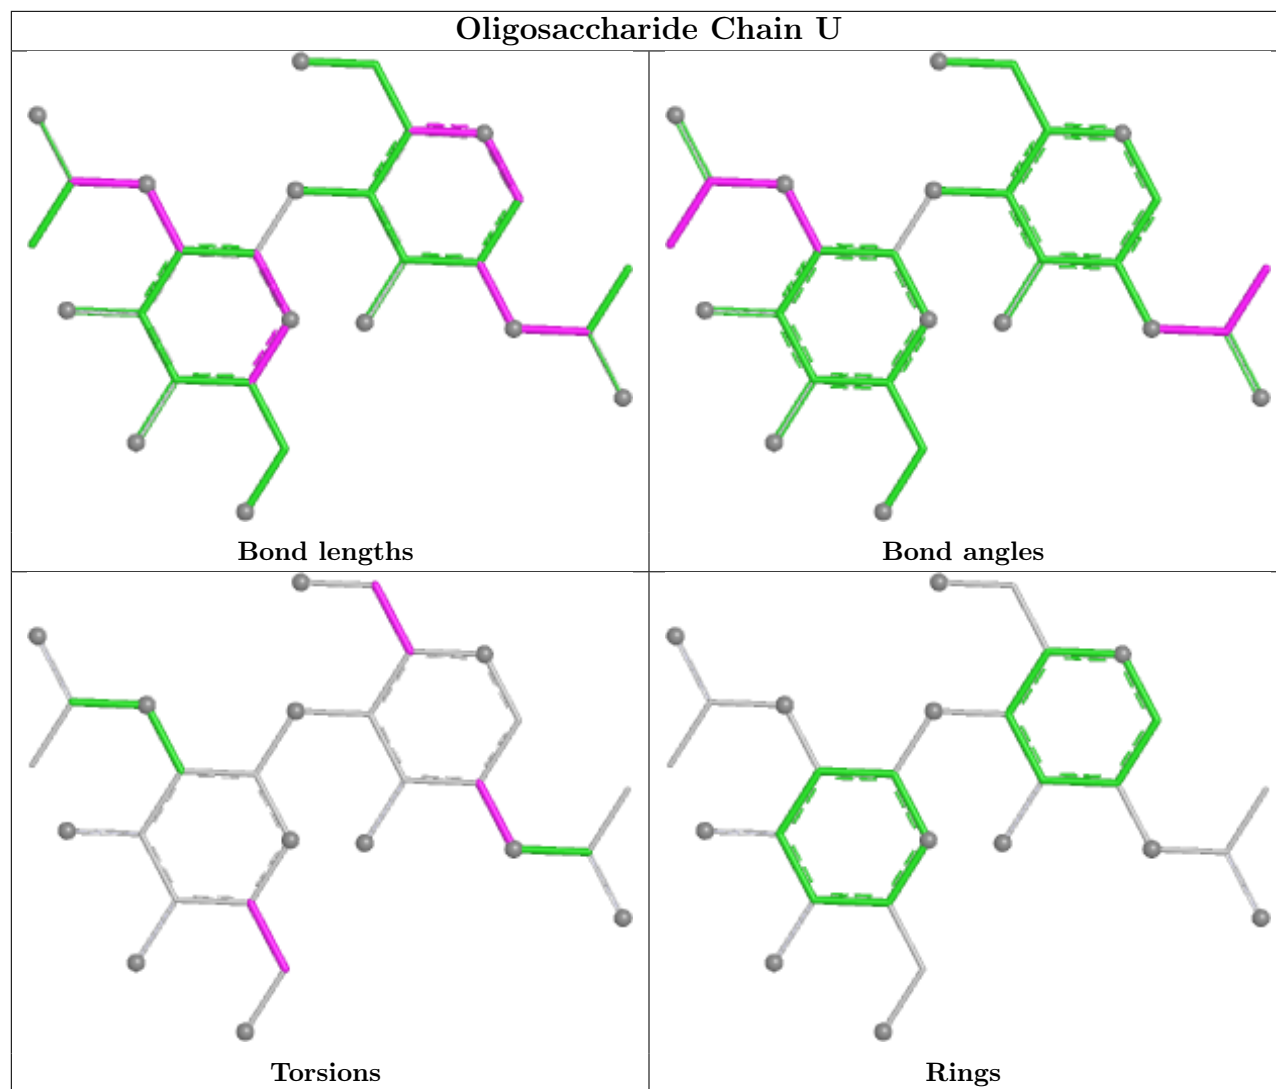 Oligosaccharide Chain U
Bond lengths
Bond angles
Torsions
Rings